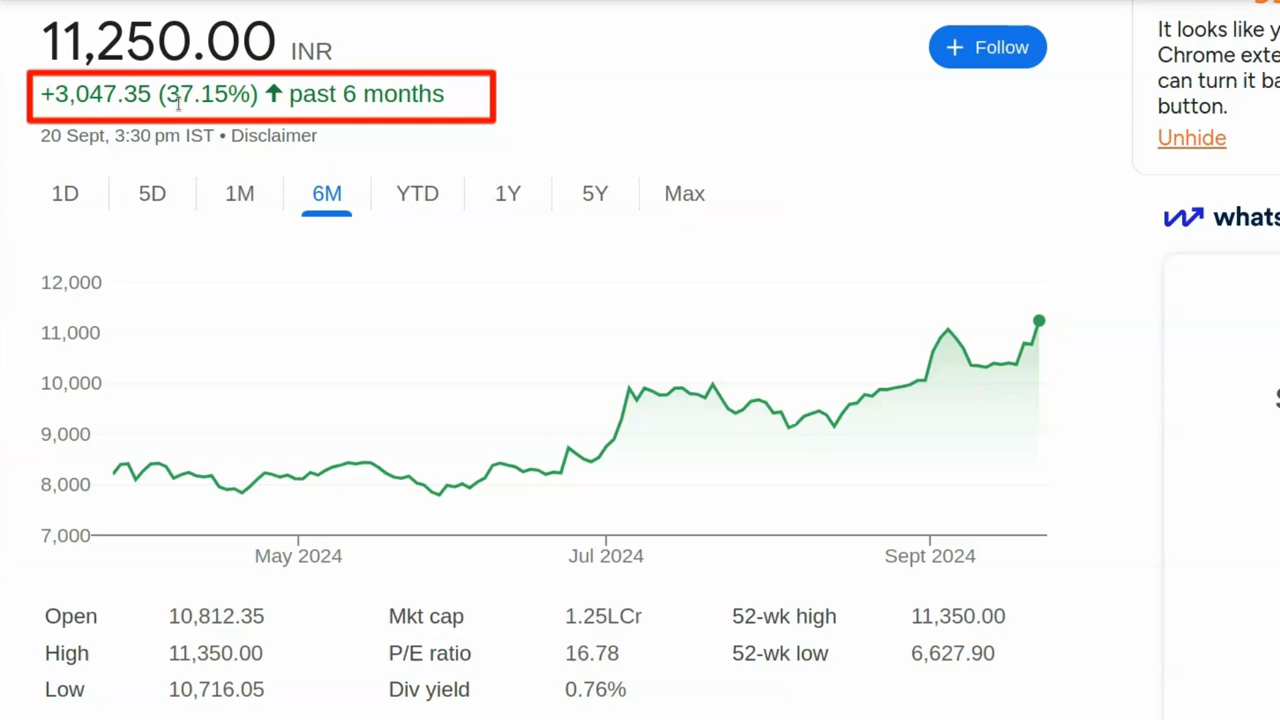 11,250.00 INR
+ Follow
+3,047.35 (37.15%) ↑ past 6 months
20 Sept, 3:30 pm IST • Disclaimer
1D 5D 1M 6M YTD 1Y 5Y Max
12,000
11,000
10,000
9,000
8,000
7,000
May 2024 Jul 2024 Sept 2024
Open 10,812.35 Mkt cap 1.25LCr 52-wk high 11,350.00
High 11,350.00 P/E ratio 16.78 52-wk low 6,627.90
Low 10,716.05 Div yield 0.76%
It looks like
Chrome
can turn it
button.
Unhide